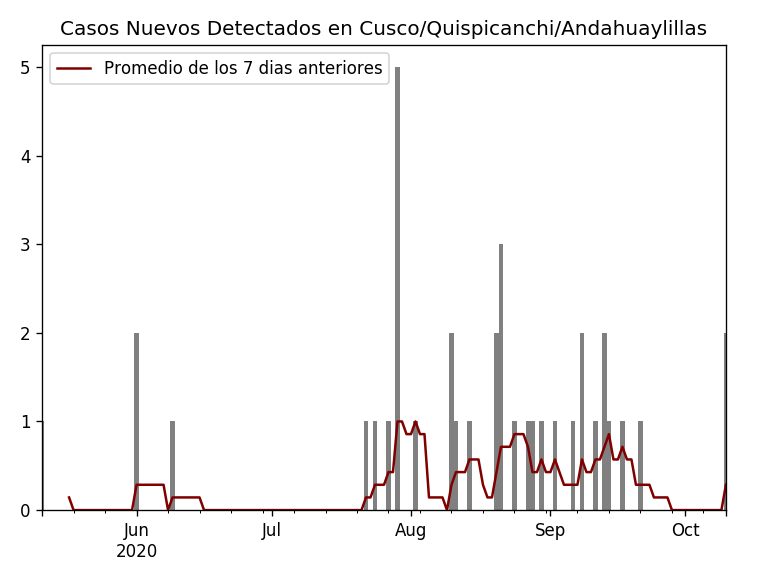 Casos Nuevos Detectados en Cusco/Quispicanchi/Andahuaylillas
Promedio de los 7 dias anteriores
5
4
3
2
1
0
Jun Jul Aug Sep Oct
2020